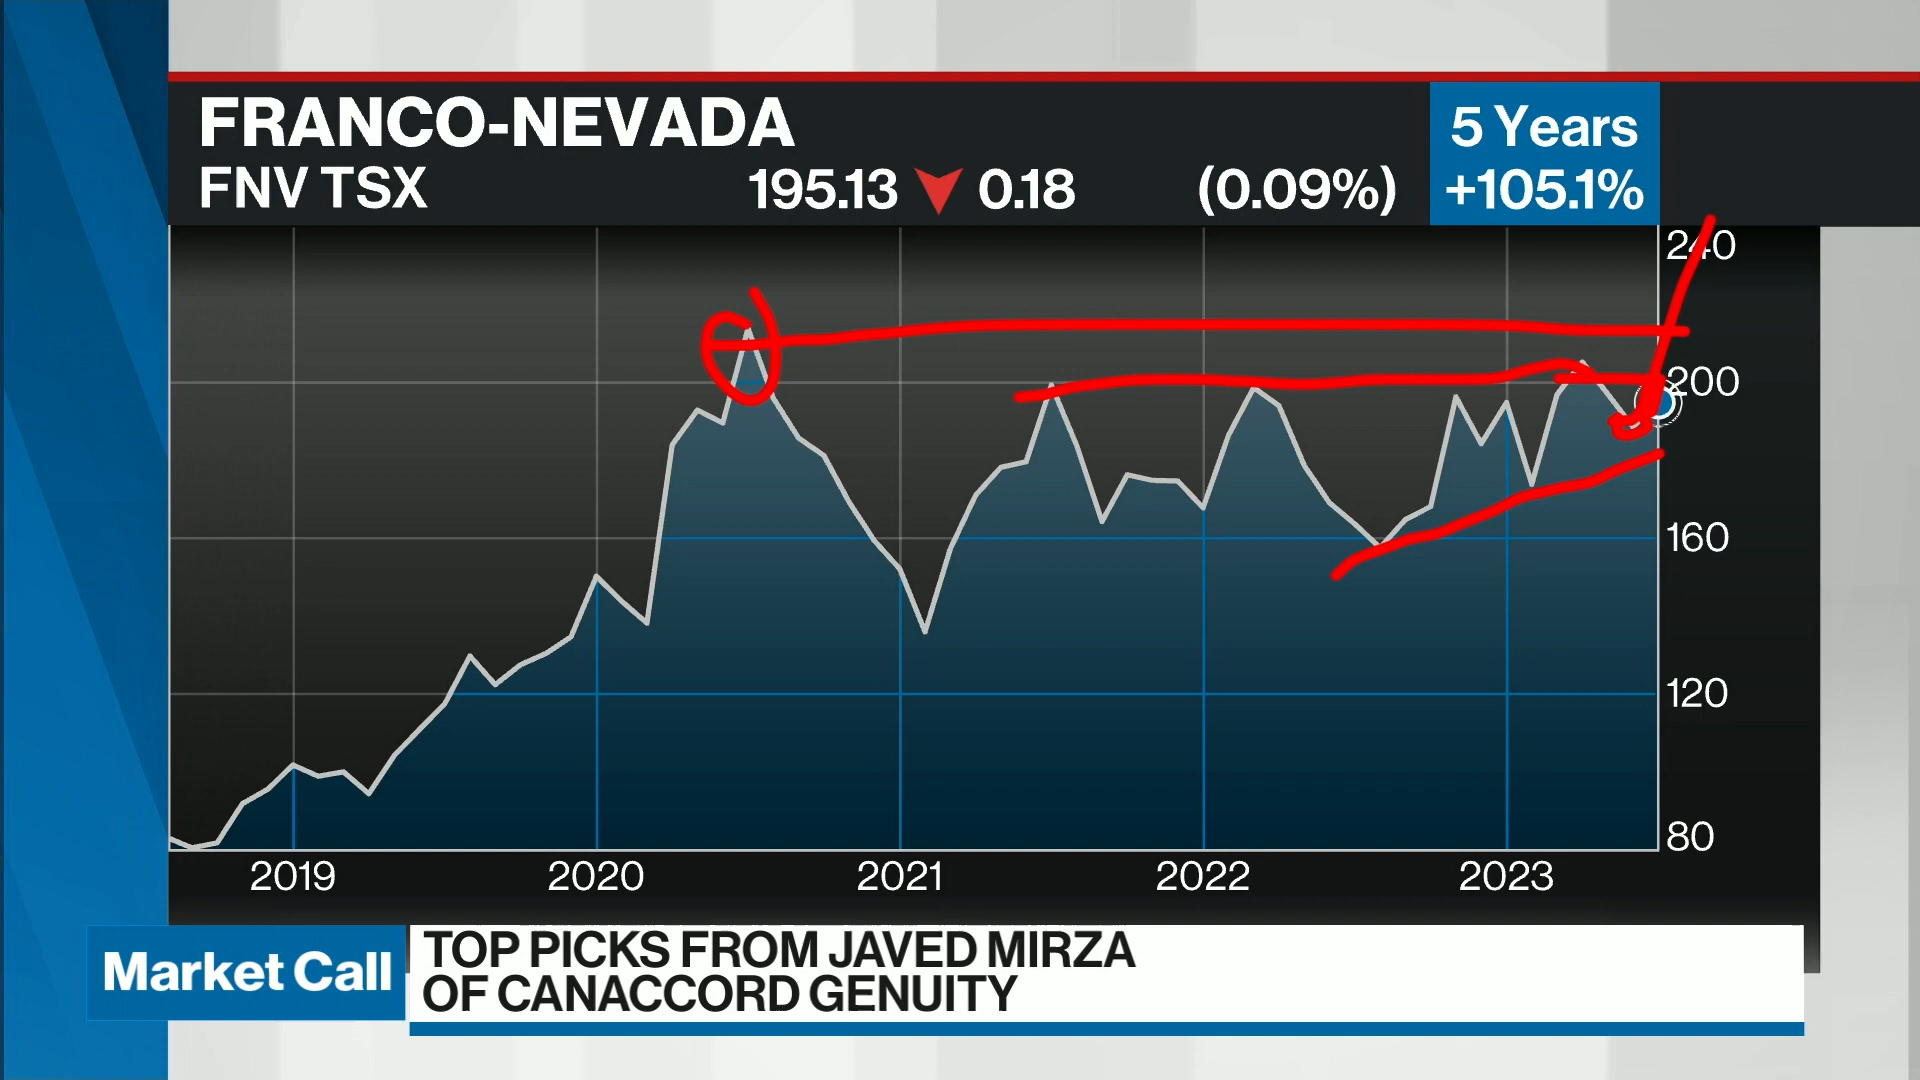 FRANCO-NEVADA
FNV TSX 195.13 0.18 (0.09%)
5 Years
+105.1%
240
200
160
120
80
2019 2020 2021 2022 2023
Market Call
TOP PICKS FROM JAVED MIRZA
OF CANACCORD GENUITY